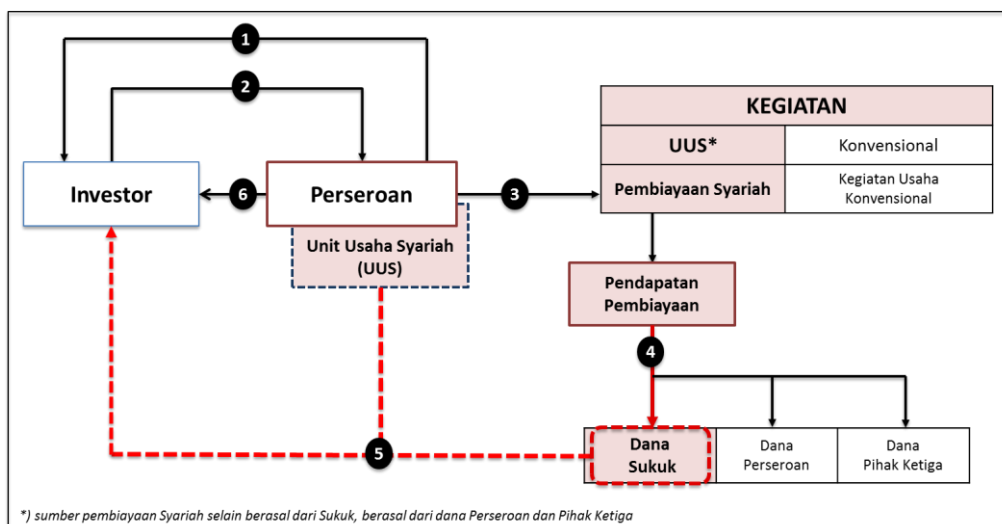 1
2
KEGIATAN
UUS*
Konvensional
Investor
6
Perseroan
3
Pembiayaan Syariah
Kegiatan Usaha
Konvensional
Unit Usaha Syariah
(UUS)
Pendapatan
Pembiayaan
4
5
Dana
Sukuk
Dana
Perseroan
Dana
Pihak Ketiga
*) sumber pembiayaan Syariah selain berasal dari Sukuk, berasal dari dana Perseroan dan Pihak Ketiga